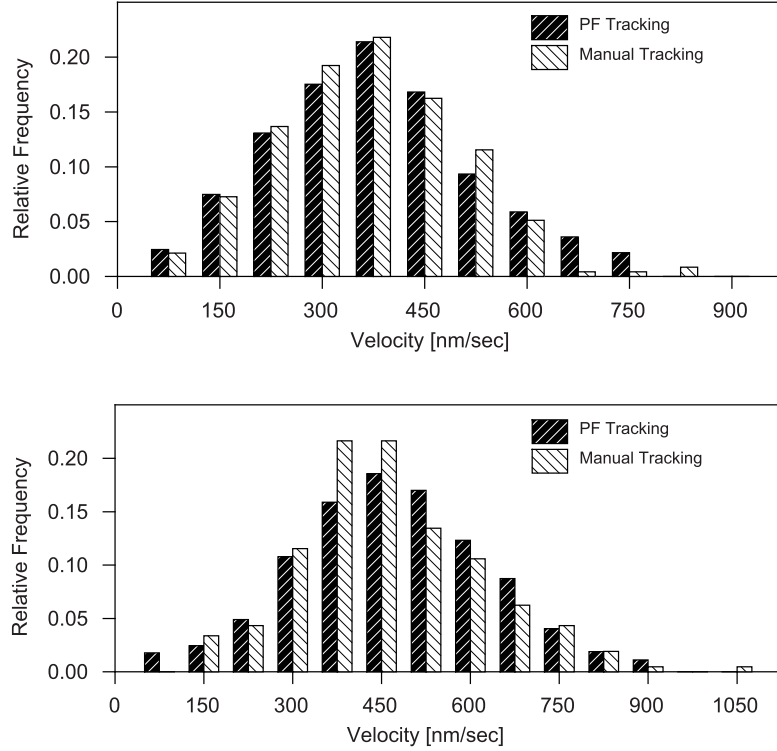 PF Tracking
Manual Tracking
Relative Frequency
0.20
0.15
0.10
0.05
0.00
0 150 300 450 600 750 900
Velocity [nm/sec]
PF Tracking
Manual Tracking
Relative Frequency
0.20
0.15
0.10
0.05
0.00
0 150 300 450 600 750 900 1050
Velocity [nm/sec]